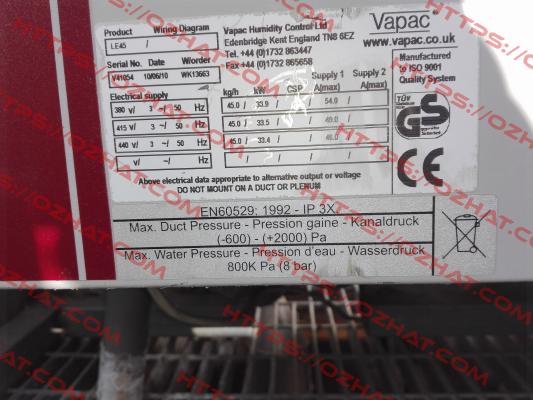 Product
Wiring Diagram
LE45 /
Serial No. Date W/order
V41054 10/06/10 WK13663
Electrical supply
380 v/ 3 ~/ 50 Hz
415 v/ 3 ~/ 50 Hz
440 v/ 3 ~/ 50 Hz
v/ ~/ Hz
Vapac Humidity Control Ltd
Edenbridge Kent England TN8 6EZ
Tel. +44 (0)1732 863447
Fax +44 (0)1732 865658
kg/h kW CSP Supply 1 A(max) Supply 2 A(max)
45.0 / 33.9 / / 54.0 /
45.0 / 33.5 / /
45.0 / 33.4 / /
Vapac
www.vapac.co.uk
Manufactured
to ISO 9001
Quality System
TÜV
GS
CE
Above electrical data appropriate to alternative output or voltage
DO NOT MOUNT ON A DUCT OR PLENUM
EN60529: 1992 - IP 3X
Max. Duct Pressure - Pression gaine - Kanaldruck
(-600) - (+2000) Pa
Max. Water Pressure - Pression d'eau - Wasserdruck
800K Pa (8 bar)
HTTPS://OZHAT.COM